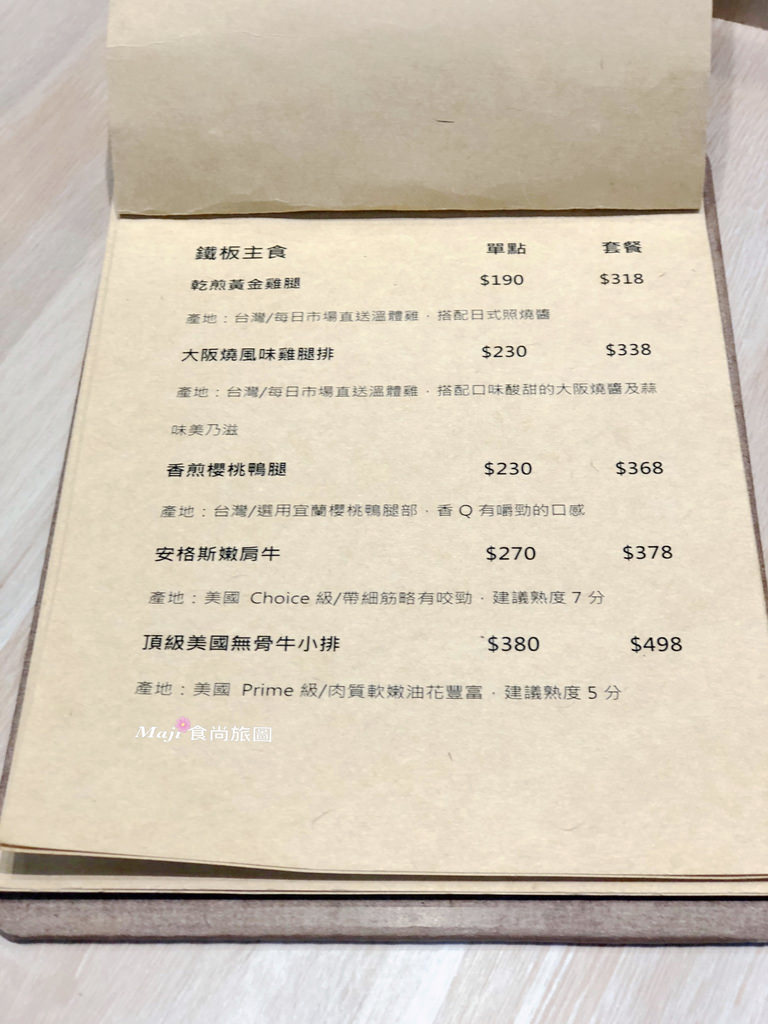 鐵板主食 單點 套餐
乾煎黃金雞腿 $190 $318
產地：台灣/每日市場直送溫體雞．搭配日式照燒醬
大阪燒風味雞腿排 $230 $338
產地：台灣/每日市場直送溫體雞．搭配口味酸甜的大阪燒醬及蒜
味美乃滋
香煎櫻桃鴨腿 $230 $368
產地：台灣/選用宜蘭櫻桃鴨腿部．香 Q 有嚼勁的口感
安格斯嫩肩牛 $270 $378
產地：美國 Choice 級/帶細筋略有咬勁．建議熟度 7 分
頂級美國無骨牛小排 $380 $498
產地：美國 Prime 級/肉質軟嫩油花豐富．建議熟度 5 分
Maji 食尚旅圖